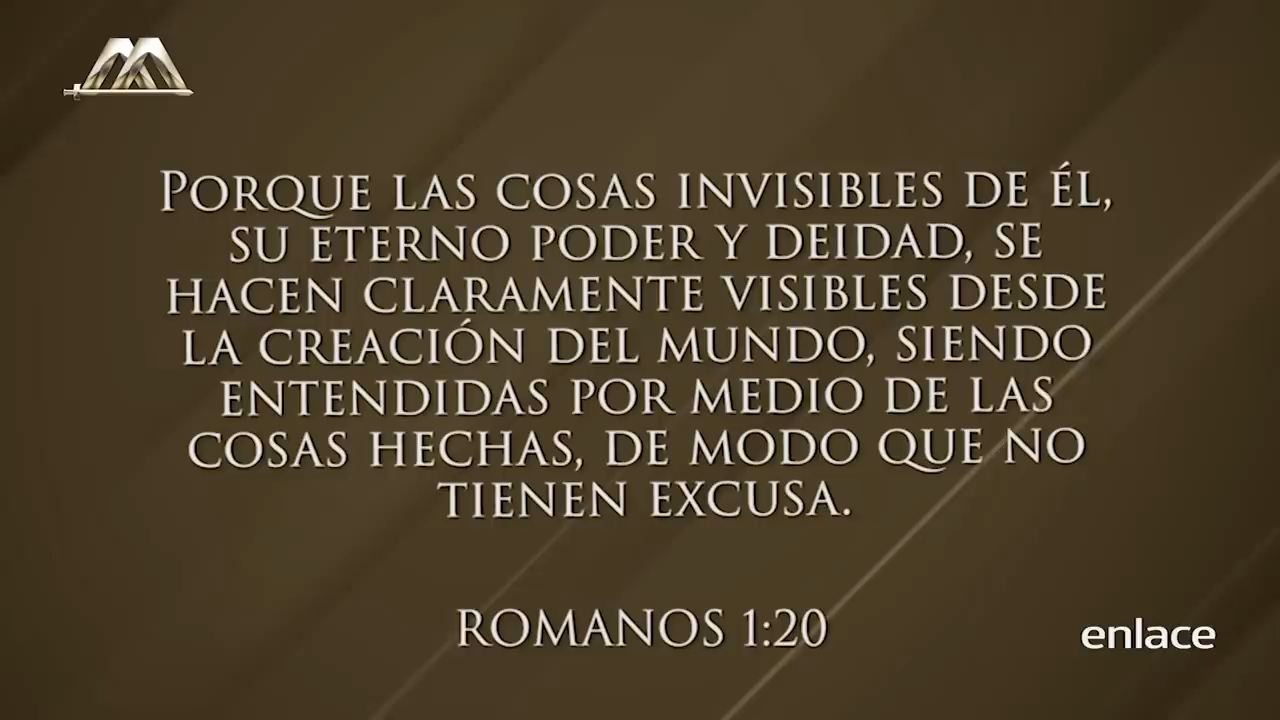 PORQUE LAS COSAS INVISIBLES DE ÉL,
SU ETERNO PODER Y DEIDAD, SE
HACEN CLARAMENTE VISIBLES DESDE
LA CREACIÓN DEL MUNDO, SIENDO
ENTENDIDAS POR MEDIO DE LAS
COSAS HECHAS, DE MODO QUE NO
TIENEN EXCUSA.
ROMANOS 1:20
enlace